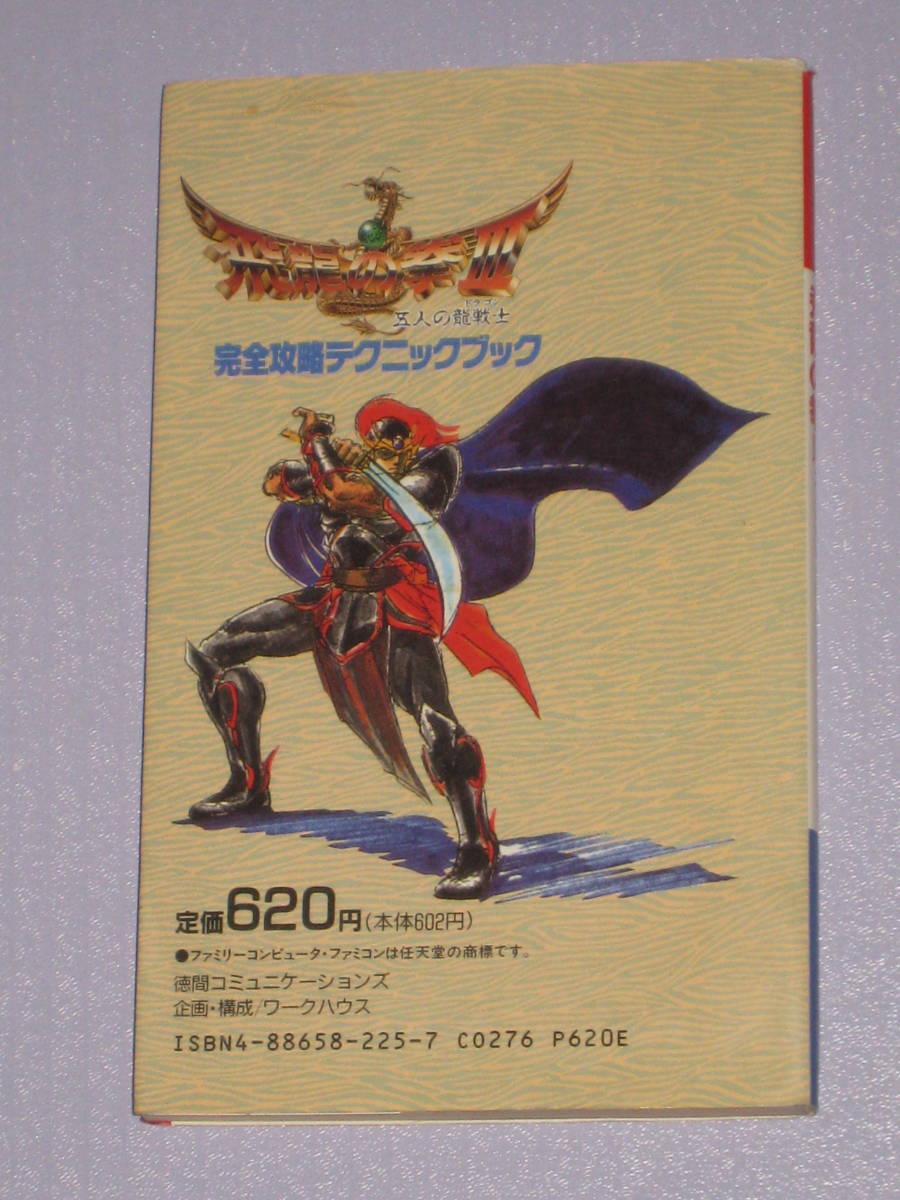 飛龍の拳III
ドラゴン
五人の龍戦士
完全攻略テクニックブック
定価620円(本体602円)
●ファミリーコンピュータ・ファミコンは任天堂の商標です。
徳間コミュニケーションズ
企画・構成/ワークハウス
ISBN4-88658-225-7 C0276 P620E